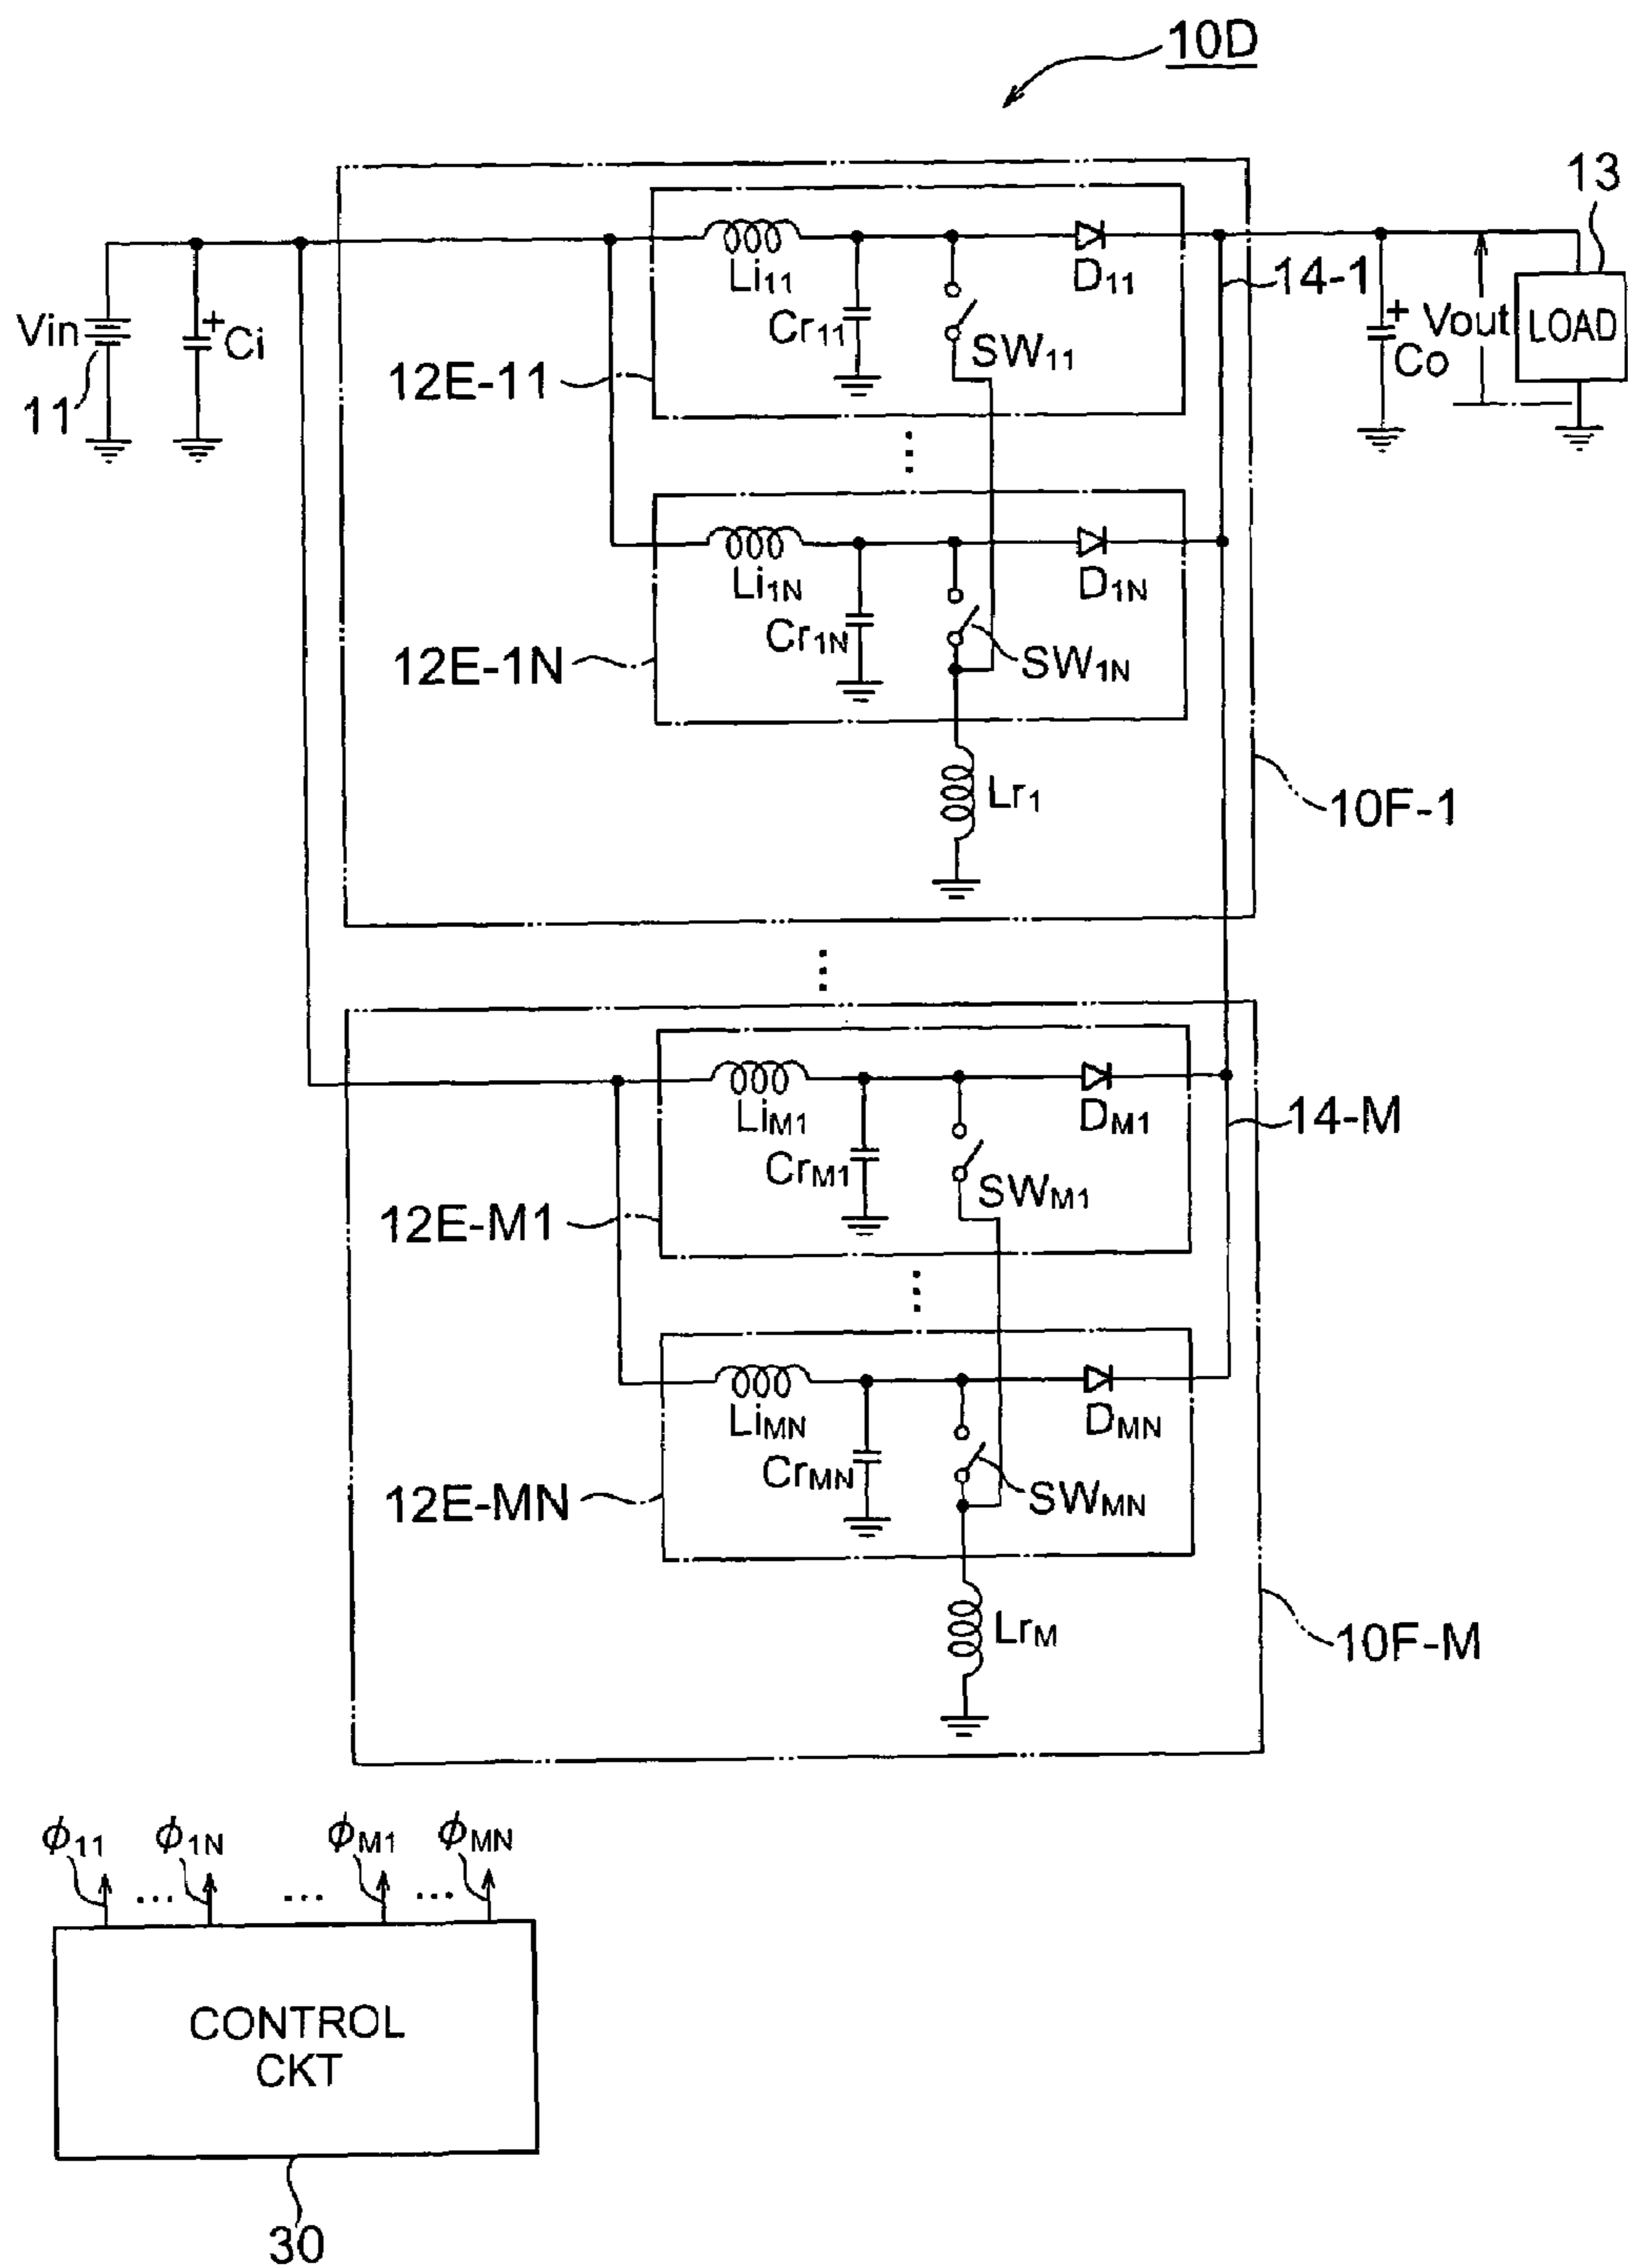 10D
13
Li₁₁
D₁₁
14-1
Vin
Ci
Cr₁₁
SW₁₁
Co
Vout
LOAD
11
12E-11
Li₁N
D₁N
Cr₁N
SW₁N
12E-1N
Lr₁
10F-1
LiM1
DM1
14-M
CrM1
SWM1
12E-M1
LiMN
DMN
CrMN
SWMN
12E-MN
LrM
10F-M
ϕ₁₁ ... ϕ₁N ... ϕM1 ... ϕMN
CONTROL
CKT
30